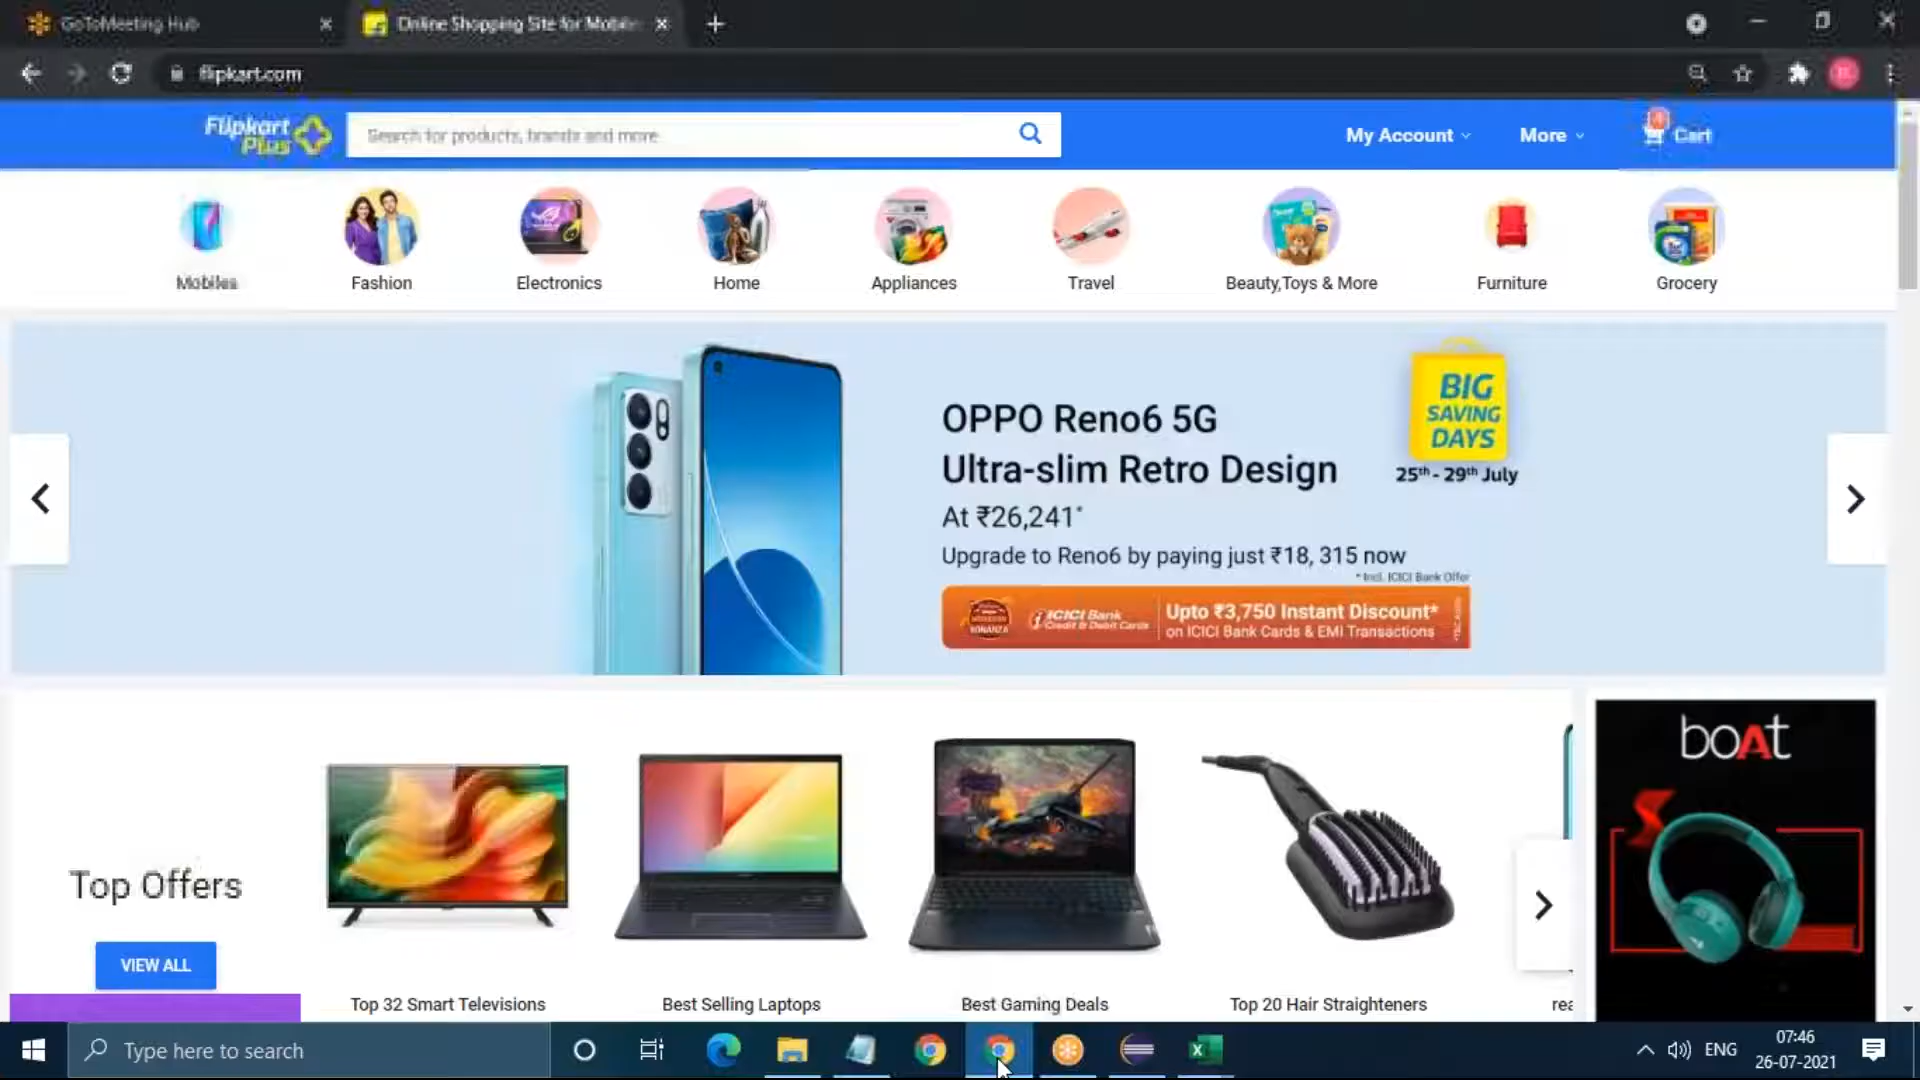 GoToMeeting Hub
Online Shopping Site for Mobile
flipkart.com
Flipkart
Plus
Search for products, brands and more
My Account
More
4
Cart
Mobiles
Fashion
Electronics
Home
Appliances
Travel
Beauty,Toys & More
Furniture
Grocery
BIG
SAVING
DAYS
25th - 29th July
OPPO Reno6 5G
Ultra-slim Retro Design
At ₹26,241*
Upgrade to Reno6 by paying just ₹18, 315 now
* Incl. ICICI Bank Offer
BONANZA
ICICI Bank
Credit & Debit Cards
Upto ₹3,750 Instant Discount*
on ICICI Bank Cards & EMI Transactions
boAt
Top Offers
VIEW ALL
Top 32 Smart Televisions
Best Selling Laptops
Best Gaming Deals
Top 20 Hair Straighteners
rea
Type here to search
ENG
07:46
26-07-2021